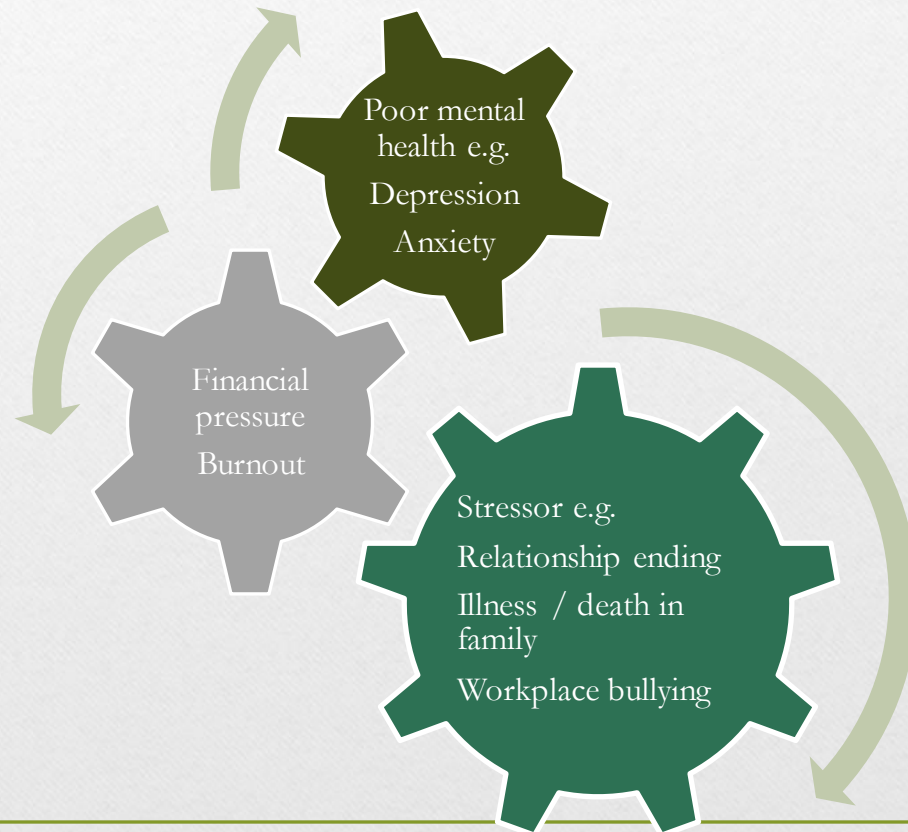 Poor mental
health e.g.
Depression
Anxiety
Financial
pressure
Burnout
Stressor e.g.
Relationship ending
Illness / death in
family
Workplace bullying